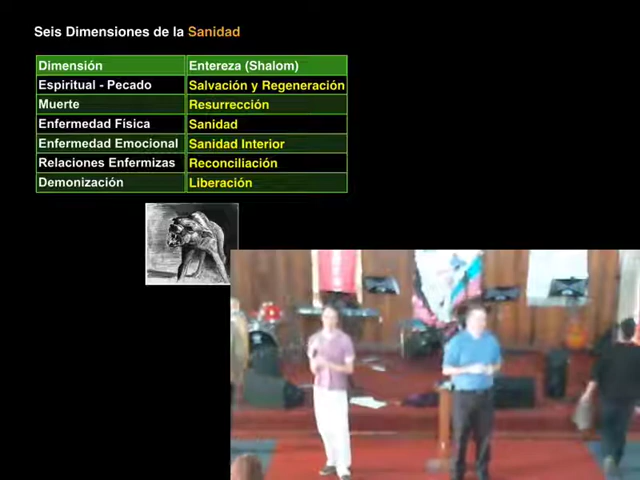 Seis Dimensiones de la Sanidad
Dimensión Entereza (Shalom)
Espiritual - Pecado Salvación y Regeneración
Muerte Resurrección
Enfermedad Física Sanidad
Enfermedad Emocional Sanidad Interior
Relaciones Enfermizas Reconciliación
Demonización Liberación